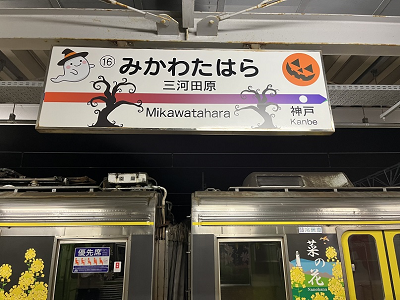 16
みかわたはら
三河田原
Mikawatahara
神戸
Kanbe
優先席
菜の花
Nanohana